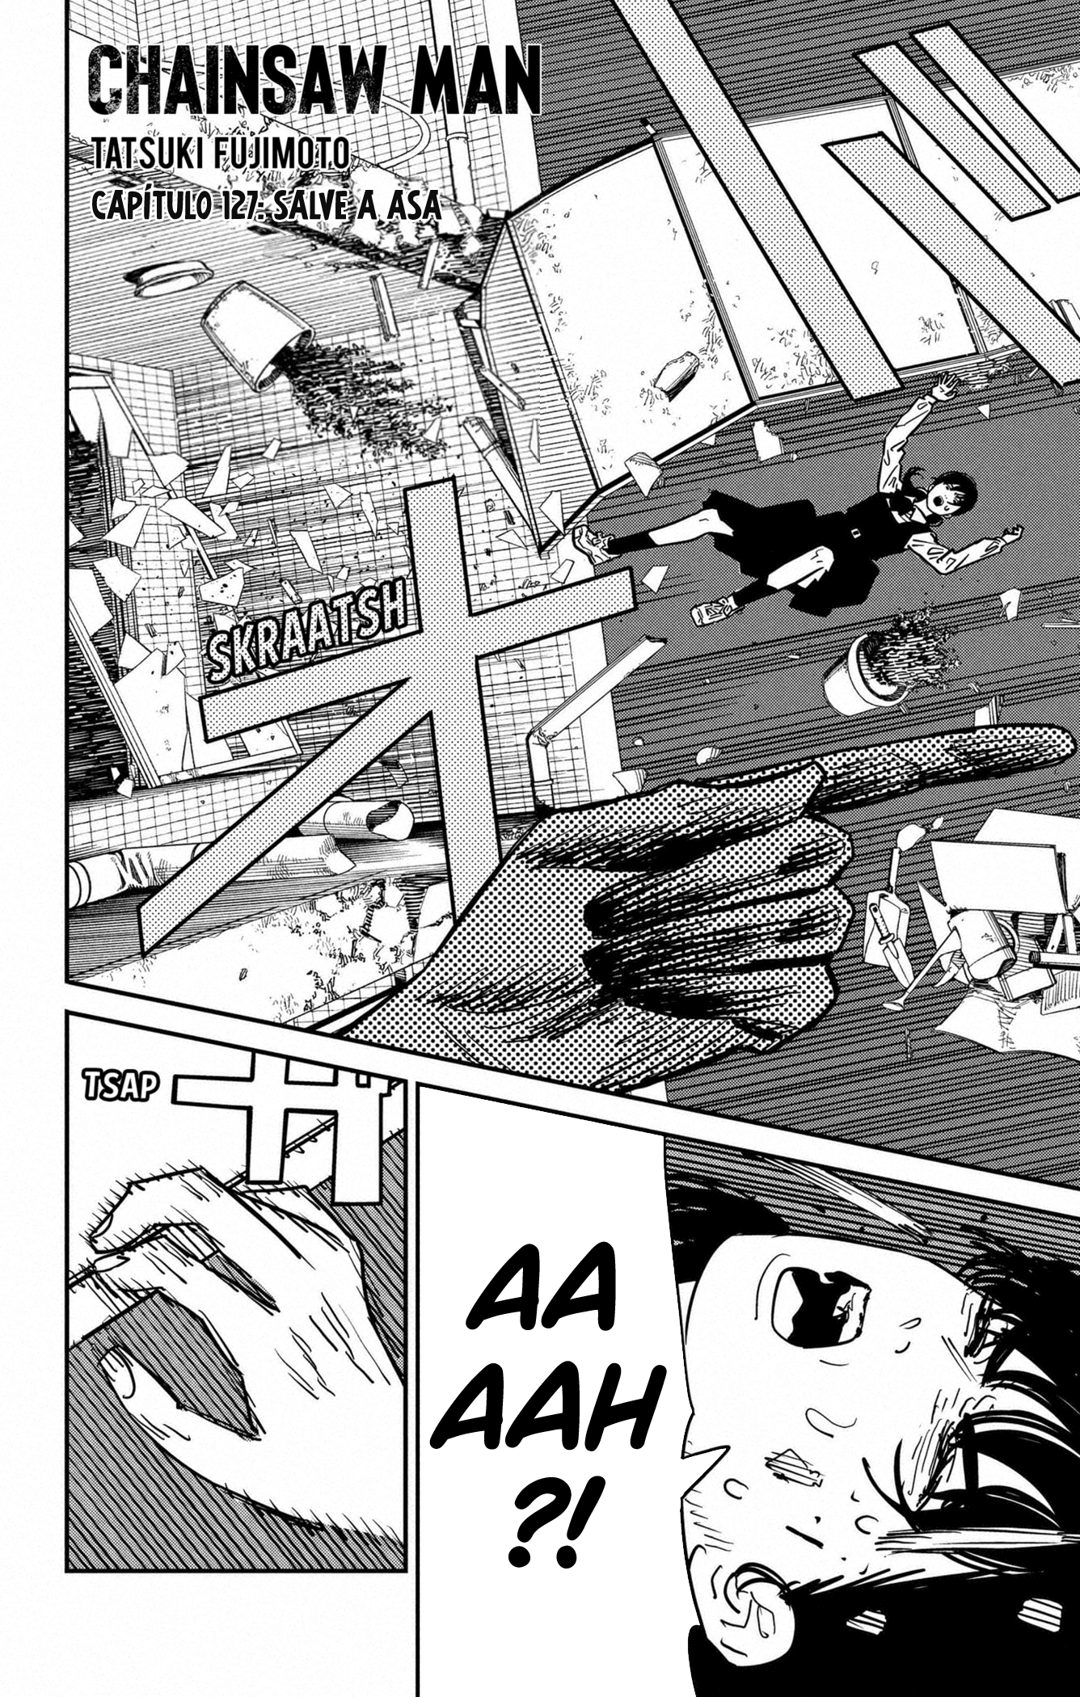 CHAINSAW MAN
TATSUKI FUJIMOTO
CAPÍTULO 127: SALVE A ASA
SKRAATSH
TSAP
AA
AAH
?!